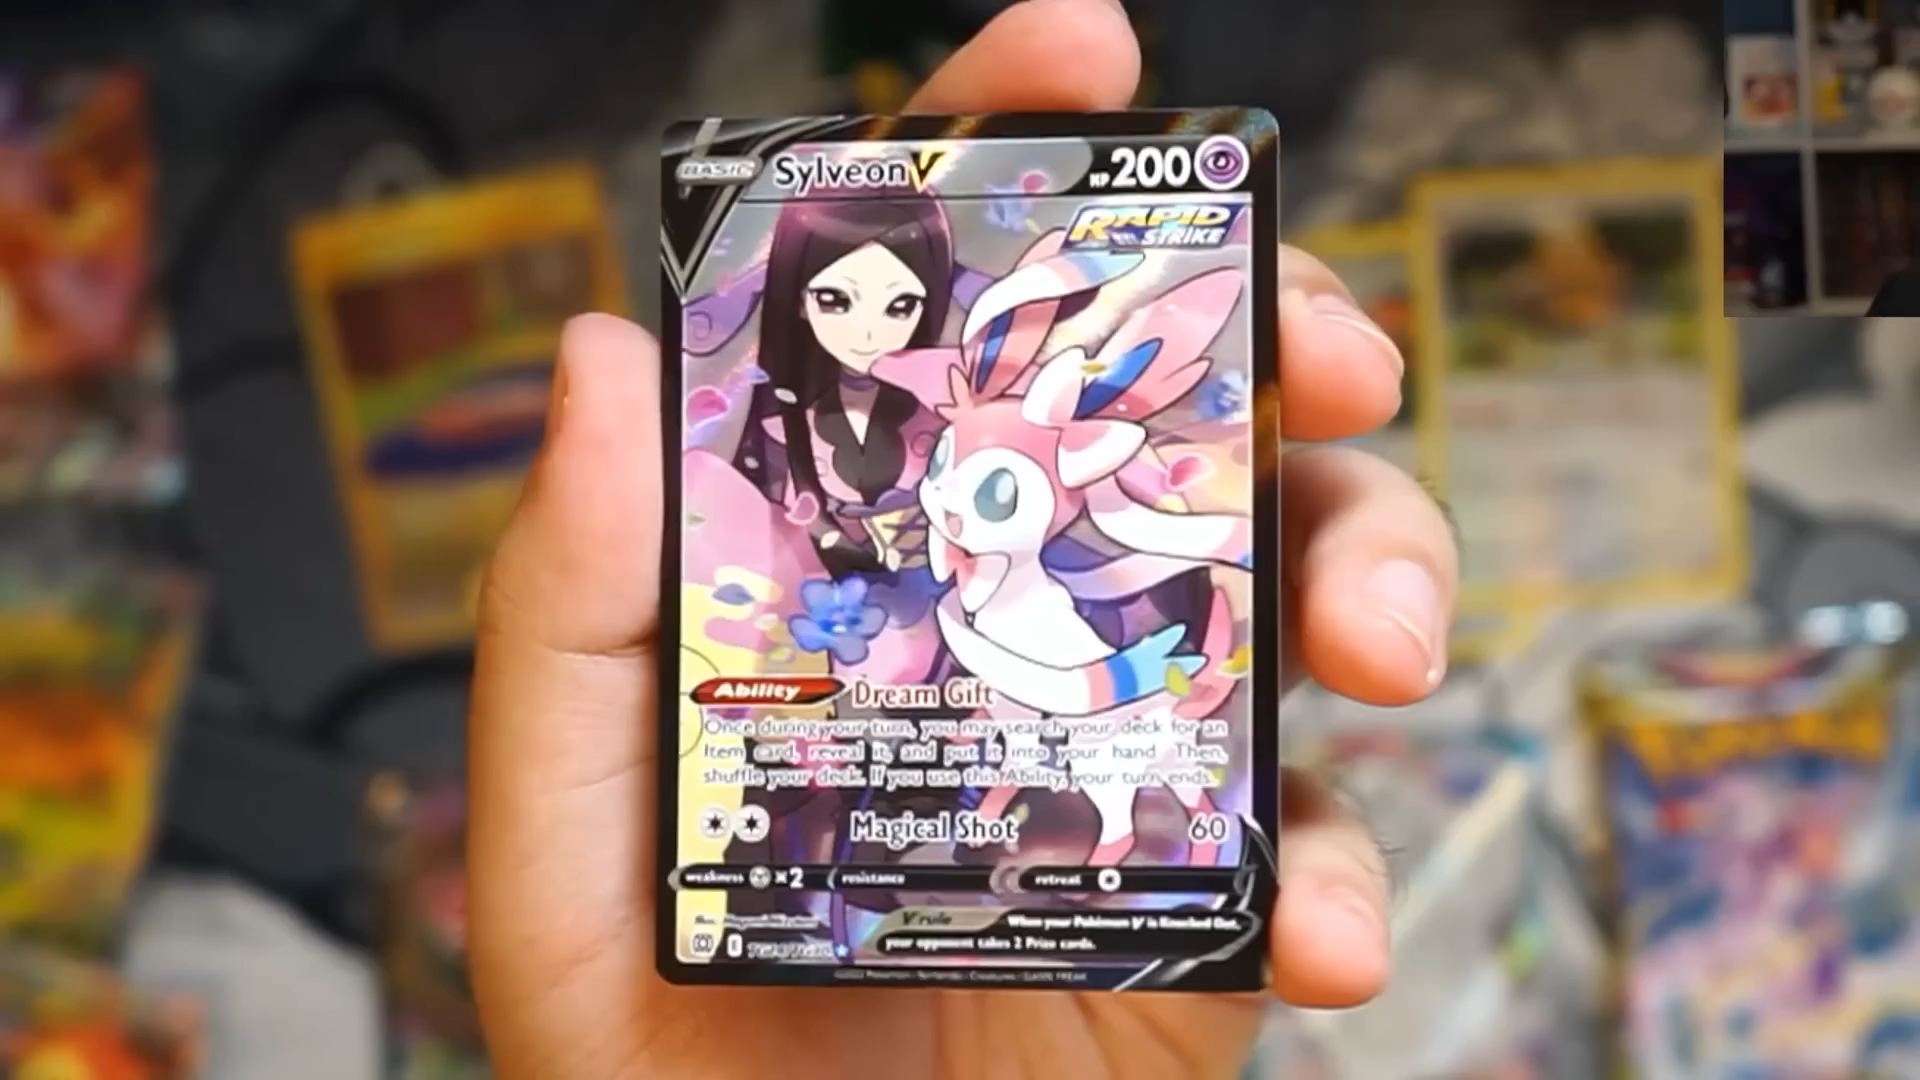 BASIC
Sylveon V
HP 200
RAPID STRIKE
Ability Dream Gift
Once during your turn, you may search your deck for an
Item card, reveal it, and put it into your hand. Then,
shuffle your deck. If you use this Ability, your turn ends.
Magical Shot 60
weakness ×2 resistance retreat
V rule When your Pokémon V is Knocked Out,
your opponent takes 2 Prize cards.